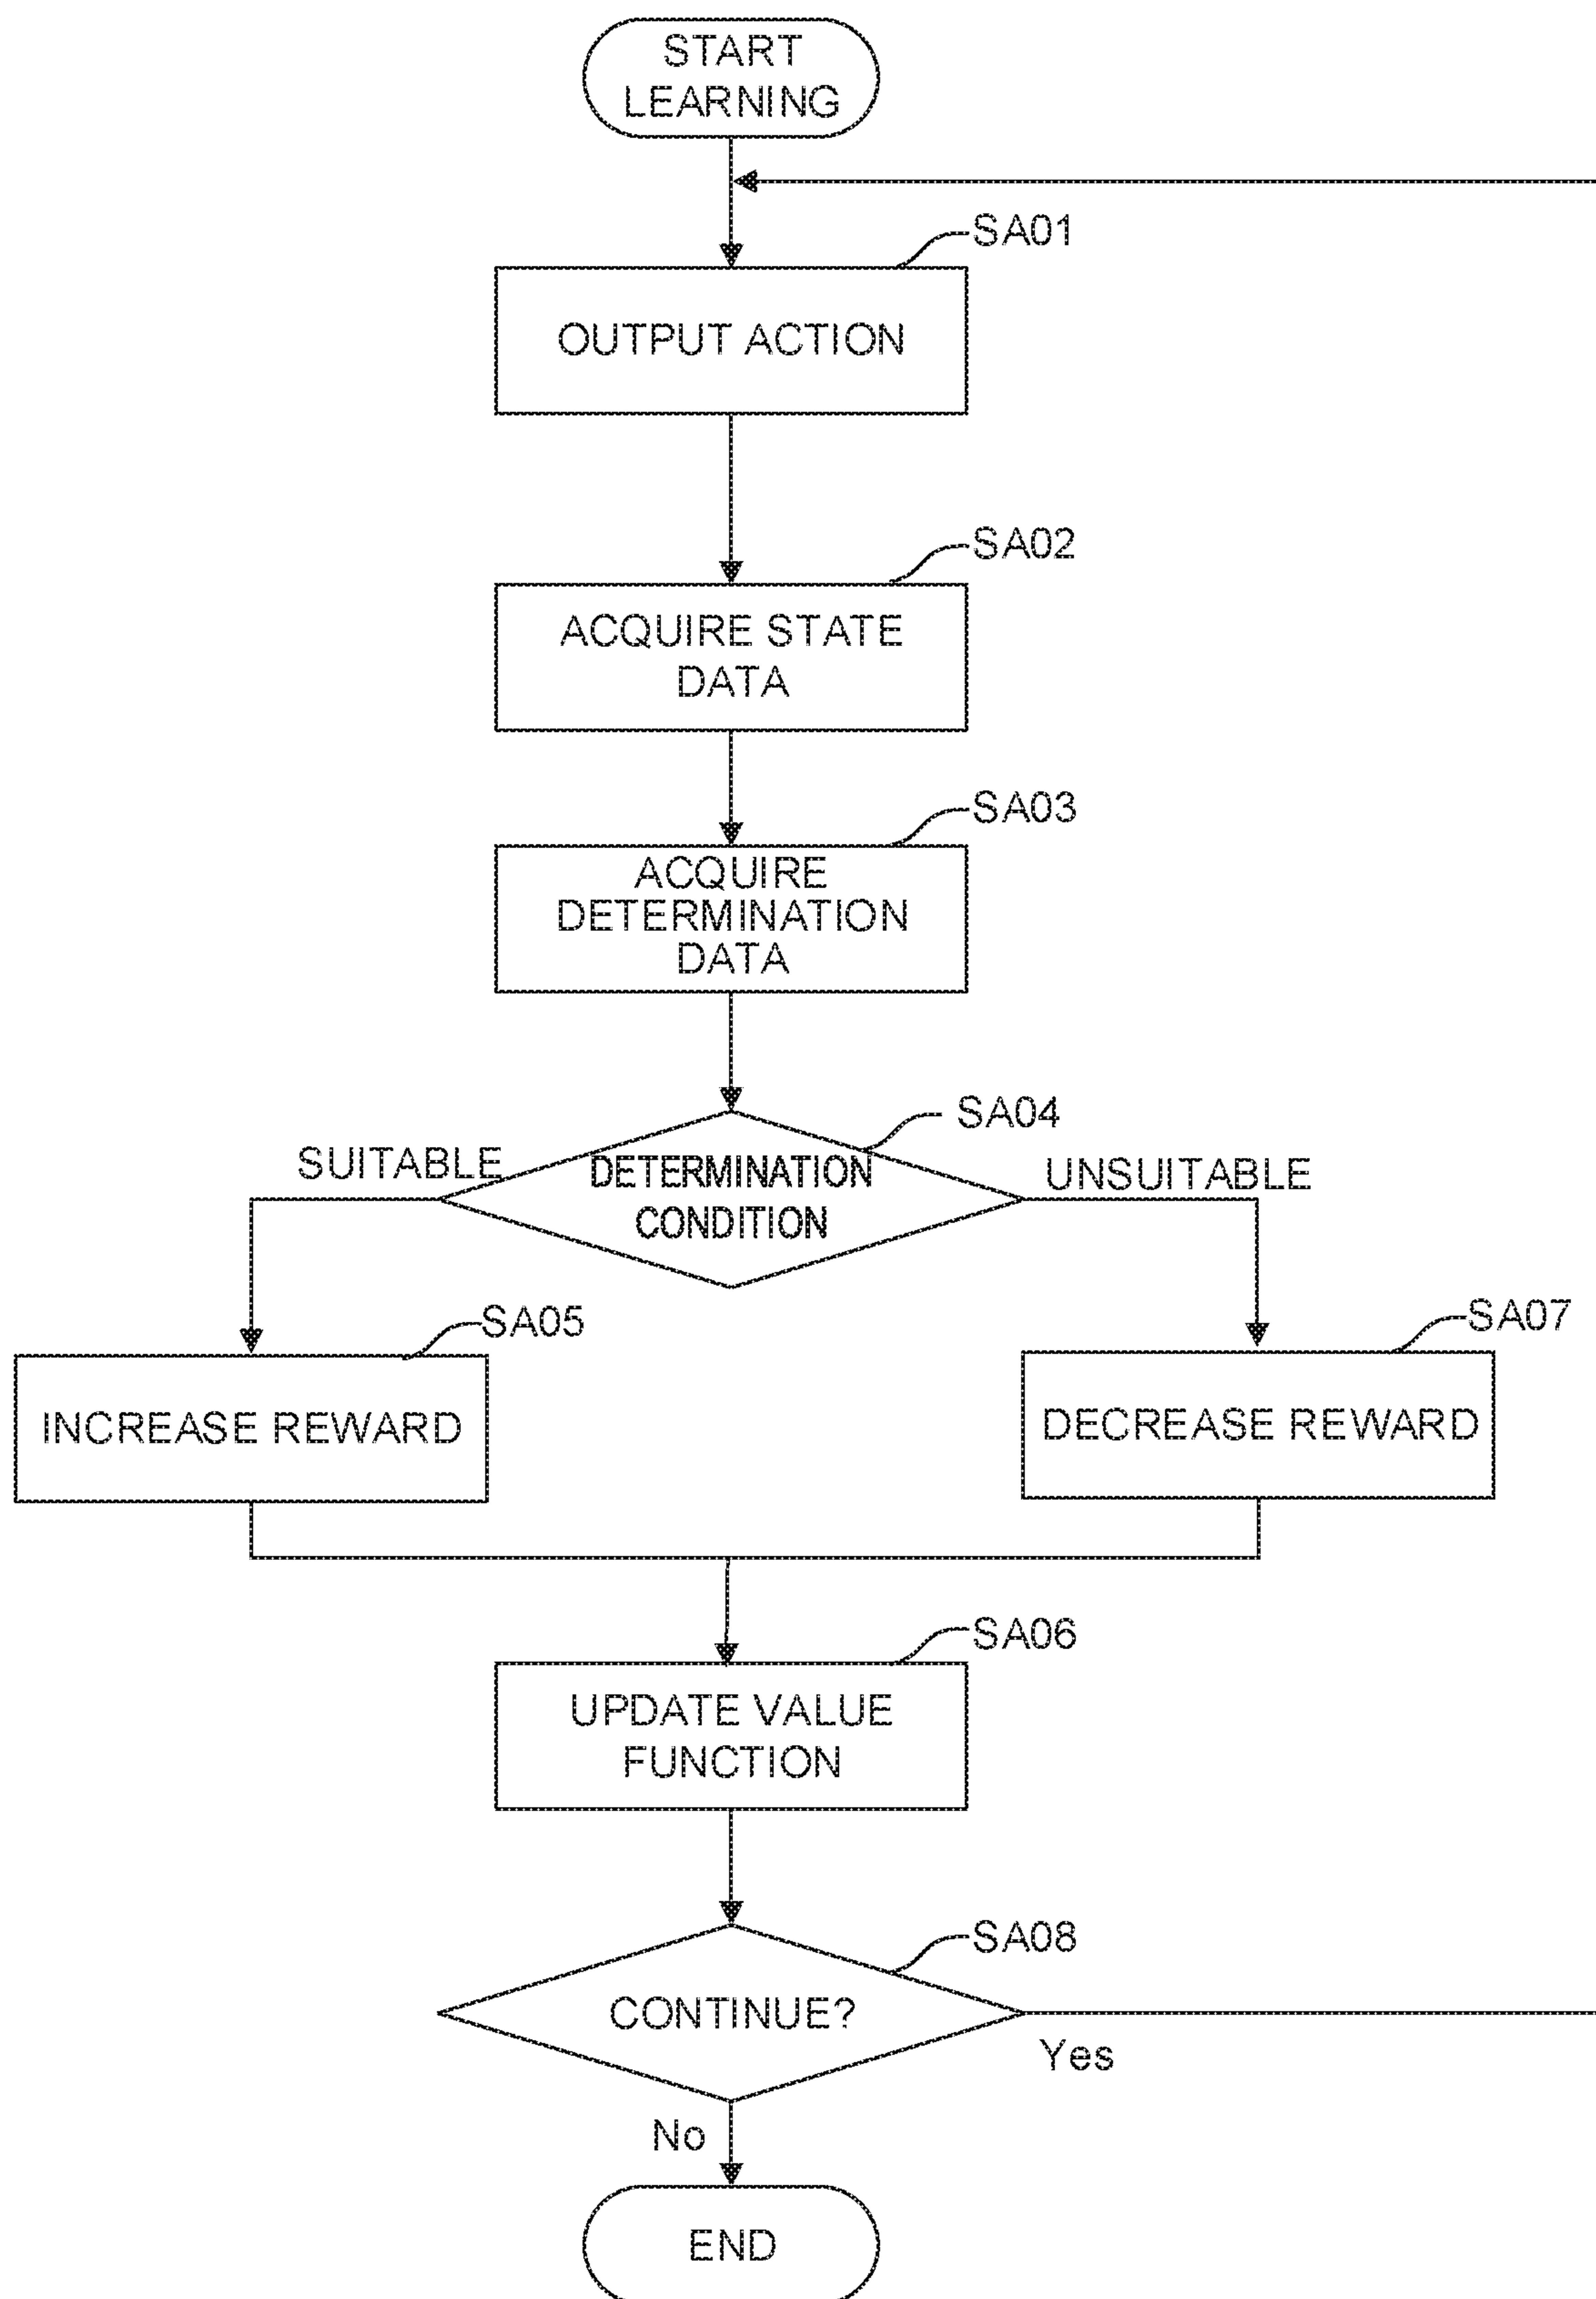 START
LEARNING
SA01
OUTPUT ACTION
SA02
ACQUIRE STATE
DATA
SA03
ACQUIRE
DETERMINATION
DATA
SA04
SUITABLE
DETERMINATION
CONDITION
UNSUITABLE
SA05
INCREASE REWARD
SA07
DECREASE REWARD
SA06
UPDATE VALUE
FUNCTION
SA08
CONTINUE?
Yes
No
END